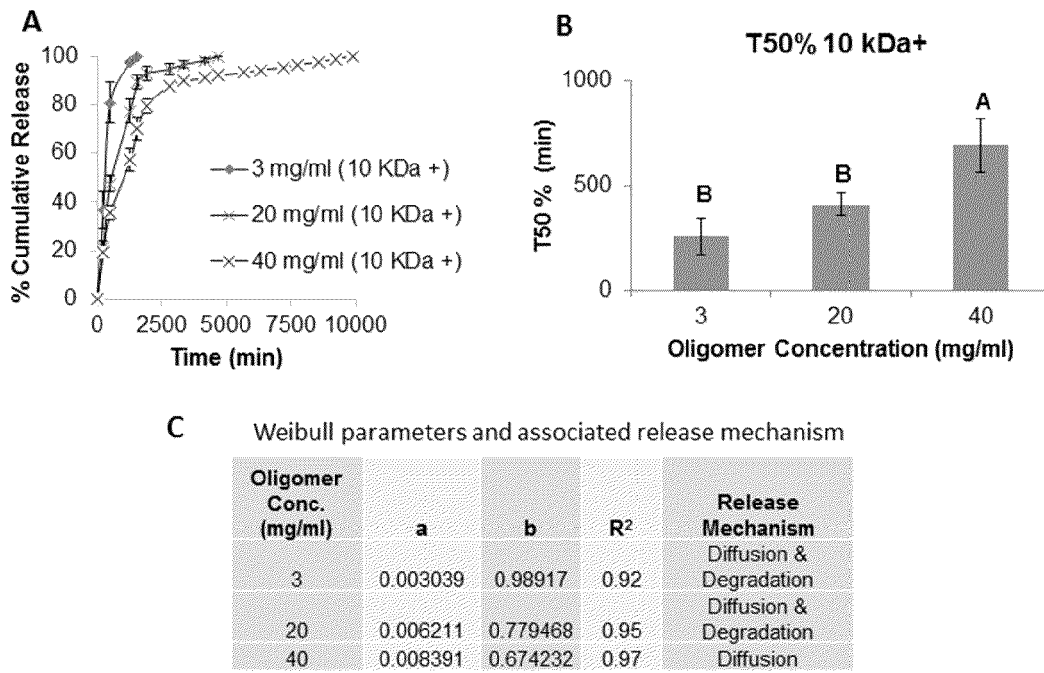 A
% Cumulative Release
100
80
60
40
20
0
3 mg/ml (10 KDa +)
20 mg/ml (10 KDa +)
40 mg/ml (10 KDa +)
0 2500 5000 7500 10000
Time (min)
B
T50% 10 kDa+
T50 % (min)
1000
500
0
B
B
A
3 20 40
Oligomer Concentration (mg/ml)
C Weibull parameters and associated release mechanism
Oligomer
Conc.
(mg/ml) a b R² Release
Mechanism
3 0.003039 0.98917 0.92 Diffusion &
Degradation
20 0.006211 0.779468 0.95 Diffusion &
Degradation
40 0.008391 0.674232 0.97 Diffusion